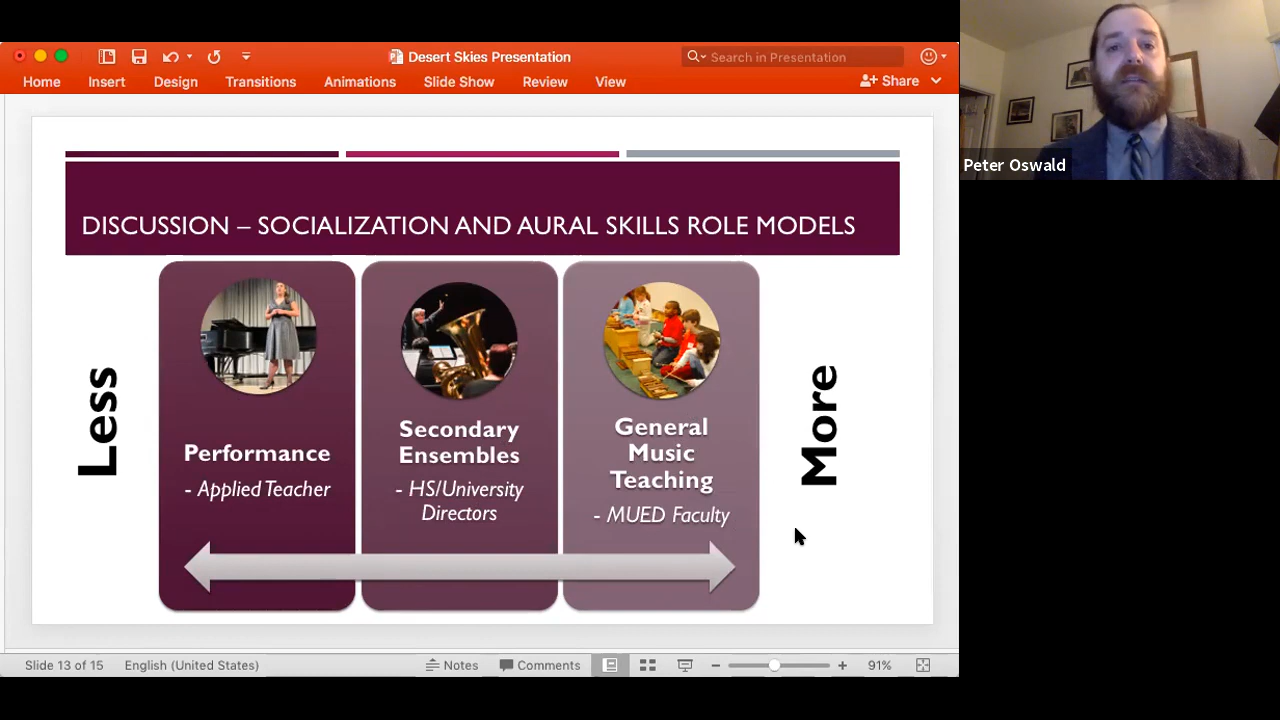 Desert Skies Presentation
Search in Presentation
Home Insert Design Transitions Animations Slide Show Review View Share
Peter Oswald
DISCUSSION – SOCIALIZATION AND AURAL SKILLS ROLE MODELS
Less
Performance
- Applied Teacher
Secondary
Ensembles
- HS/University
Directors
General
Music
Teaching
- MUED Faculty
More
Slide 13 of 15 English (United States) Notes Comments 91%